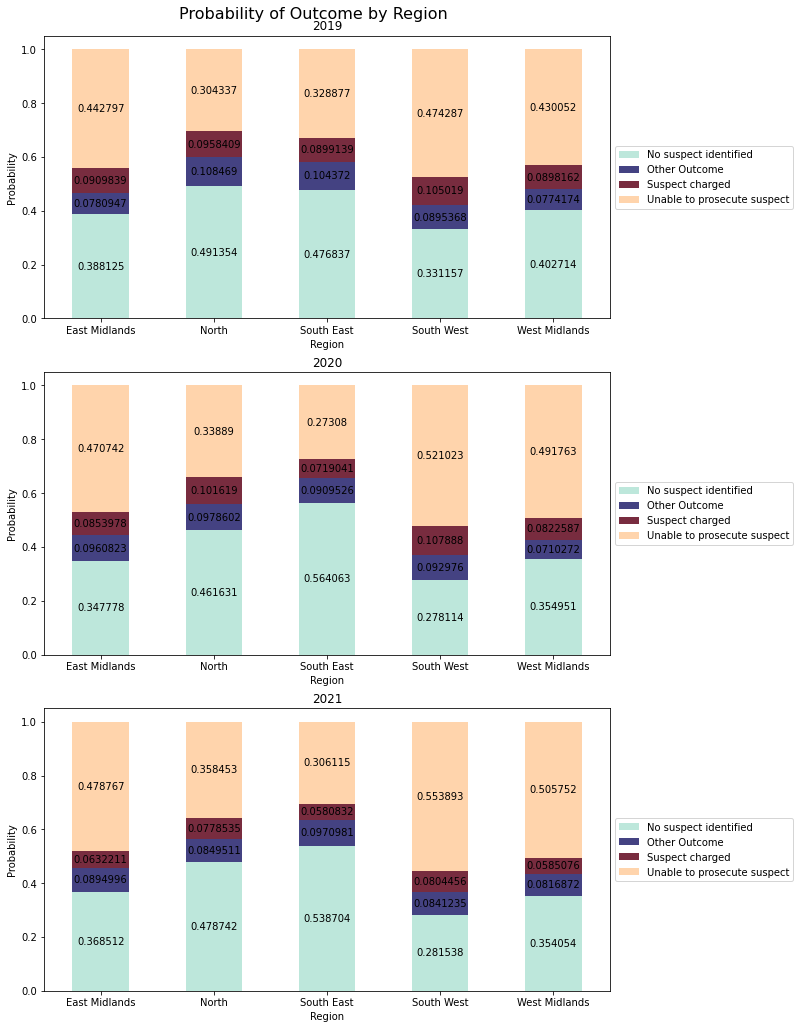 Probability of Outcome by Region
2019
1.0
0.8
0.6
0.4
0.2
0.0
Probability
0.442797
0.304337
0.328877
0.474287
0.430052
0.0909839
0.0958409
0.0899139
0.105019
0.0898162
0.0780947
0.108469
0.104372
0.0895368
0.0774174
0.388125
0.491354
0.476837
0.331157
0.402714
East Midlands
North
South East
South West
West Midlands
Region
No suspect identified
Other Outcome
Suspect charged
Unable to prosecute suspect
2020
1.0
0.8
0.6
0.4
0.2
0.0
Probability
0.470742
0.33889
0.27308
0.521023
0.491763
0.0853978
0.101619
0.0719041
0.107888
0.0822587
0.0960823
0.0978602
0.0909526
0.092976
0.0710272
0.347778
0.461631
0.564063
0.278114
0.354951
East Midlands
North
South East
South West
West Midlands
Region
No suspect identified
Other Outcome
Suspect charged
Unable to prosecute suspect
2021
1.0
0.8
0.6
0.4
0.2
0.0
Probability
0.478767
0.358453
0.306115
0.553893
0.505752
0.0632211
0.0778535
0.0580832
0.0804456
0.0585076
0.0894996
0.0849511
0.0970981
0.0841235
0.0816872
0.368512
0.478742
0.538704
0.281538
0.354054
East Midlands
North
South East
South West
West Midlands
Region
No suspect identified
Other Outcome
Suspect charged
Unable to prosecute suspect